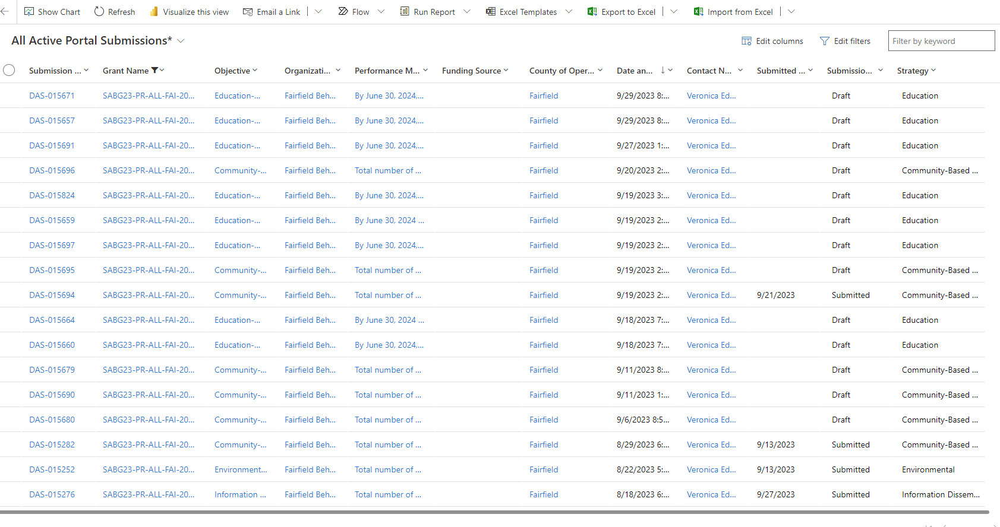 Show Chart Refresh Visualize this view Email a Link Flow Run Report Excel Templates Export to Excel Import from Excel
All Active Portal Submissions* Edit columns Edit filters Filter by keyword
Submission ... Grant Name Objective Organizati... Performance M... Funding Source County of Oper... Date an... Contact N... Submitted ... Submissio... Strategy
DAS-015671 SABG23-PR-ALL-FAI-20... Education-... Fairfield Beh... By June 30, 2024,... Fairfield 9/29/2023 8:... Veronica Ed... Draft Education
DAS-015657 SABG23-PR-ALL-FAI-20... Education-... Fairfield Beh... By June 30, 2024,... Fairfield 9/29/2023 8:... Veronica Ed... Draft Education
DAS-015691 SABG23-PR-ALL-FAI-20... Education-... Fairfield Beh... By June 30, 2024,... Fairfield 9/27/2023 1:... Veronica Ed... Draft Education
DAS-015696 SABG23-PR-ALL-FAI-20... Community-... Fairfield Beh... Total number of ... Fairfield 9/20/2023 2:... Veronica Ed... Draft Community-Based ...
DAS-015824 SABG23-PR-ALL-FAI-20... Education-... Fairfield Beh... By June 30, 2024,... Fairfield 9/19/2023 3:... Veronica Ed... Draft Education
DAS-015659 SABG23-PR-ALL-FAI-20... Education-... Fairfield Beh... By June 30, 2024 ... Fairfield 9/19/2023 2:... Veronica Ed... Draft Education
DAS-015697 SABG23-PR-ALL-FAI-20... Education-... Fairfield Beh... By June 30, 2024,... Fairfield 9/19/2023 2:... Veronica Ed... Draft Education
DAS-015695 SABG23-PR-ALL-FAI-20... Community-... Fairfield Beh... Total number of ... Fairfield 9/19/2023 2:... Veronica Ed... Draft Community-Based ...
DAS-015694 SABG23-PR-ALL-FAI-20... Community-... Fairfield Beh... Total number of ... Fairfield 9/19/2023 2:... Veronica Ed... 9/21/2023 Submitted Community-Based ...
DAS-015664 SABG23-PR-ALL-FAI-20... Education-... Fairfield Beh... By June 30, 2024 ... Fairfield 9/18/2023 7:... Veronica Ed... Draft Education
DAS-015660 SABG23-PR-ALL-FAI-20... Education-... Fairfield Beh... By June 30, 2024,... Fairfield 9/18/2023 7:... Veronica Ed... Draft Education
DAS-015679 SABG23-PR-ALL-FAI-20... Community-... Fairfield Beh... Total number of ... Fairfield 9/11/2023 8:... Veronica Ed... Draft Community-Based ...
DAS-015690 SABG23-PR-ALL-FAI-20... Community-... Fairfield Beh... Total number of ... Fairfield 9/11/2023 1:... Veronica Ed... Draft Community-Based ...
DAS-015680 SABG23-PR-ALL-FAI-20... Community-... Fairfield Beh... Total number of ... Fairfield 9/6/2023 8:5... Veronica Ed... Draft Community-Based ...
DAS-015282 SABG23-PR-ALL-FAI-20... Community-... Fairfield Beh... Total number of ... Fairfield 8/29/2023 6:... Veronica Ed... 9/13/2023 Submitted Community-Based ...
DAS-015252 SABG23-PR-ALL-FAI-20... Environment... Fairfield Beh... Total number of ... Fairfield 8/22/2023 5:... Veronica Ed... 9/13/2023 Submitted Environmental
DAS-015276 SABG23-PR-ALL-FAI-20... Information ... Fairfield Beh... Total number of ... Fairfield 8/18/2023 6:... Veronica Ed... 9/27/2023 Submitted Information Dissem...